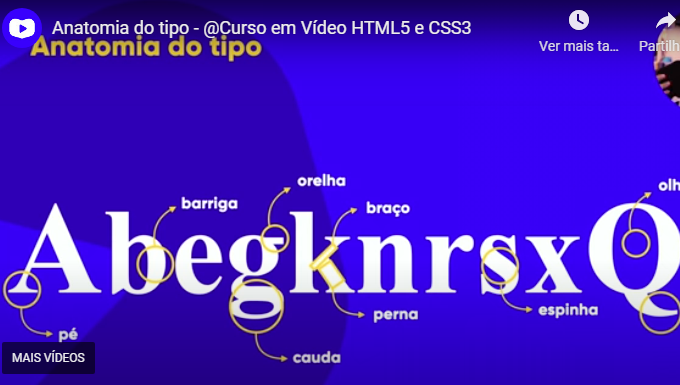 Anatomia do tipo - @Curso em Vídeo HTML5 e CSS3
Ver mais ta...
Partilh
Anatomia do tipo
orelha
olh
barriga
braço
AbegknrsxQ
perna
espinha
pé
cauda
MAIS VÍDEOS